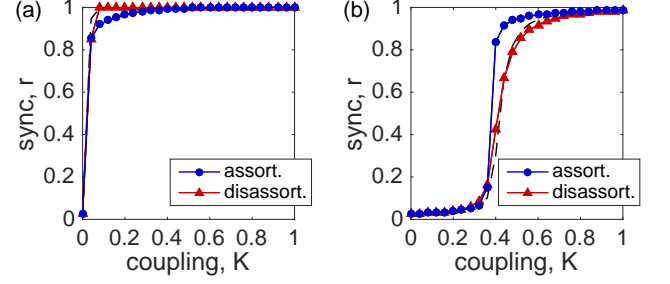 (a)
1
0.8
0.6
0.4
0.2
0
sync, r
assort.
disassort.
0 0.2 0.4 0.6 0.8 1
coupling, K
(b)
1
0.8
0.6
0.4
0.2
0
sync, r
assort.
disassort.
0 0.2 0.4 0.6 0.8 1
coupling, K